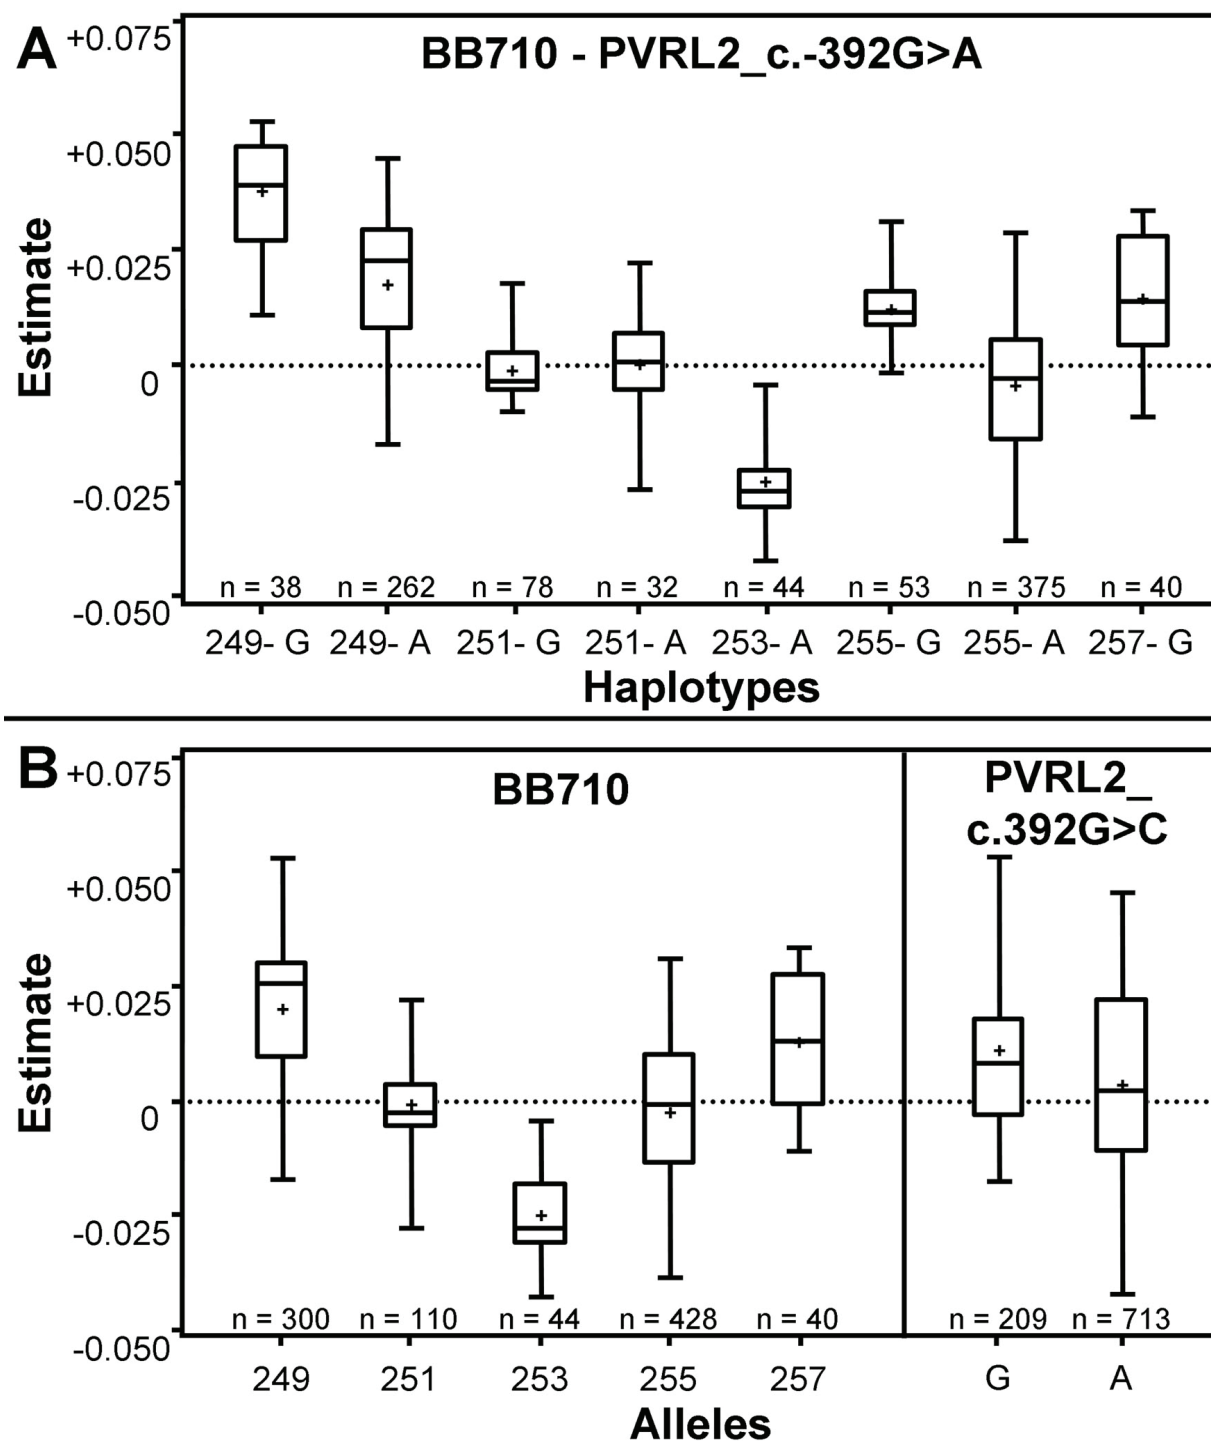 A
BB710 - PVRL2_c.-392G>A
+0.075
+0.050
+0.025
0
-0.025
-0.050
Estimate
n = 38 n = 262 n = 78 n = 32 n = 44 n = 53 n = 375 n = 40
249- G 249- A 251- G 251- A 253- A 255- G 255- A 257- G
Haplotypes
B
BB710
PVRL2_
c.392G>C
+0.075
+0.050
+0.025
0
-0.025
-0.050
Estimate
n = 300 n = 110 n = 44 n = 428 n = 40 n = 209 n = 713
249 251 253 255 257 G A
Alleles